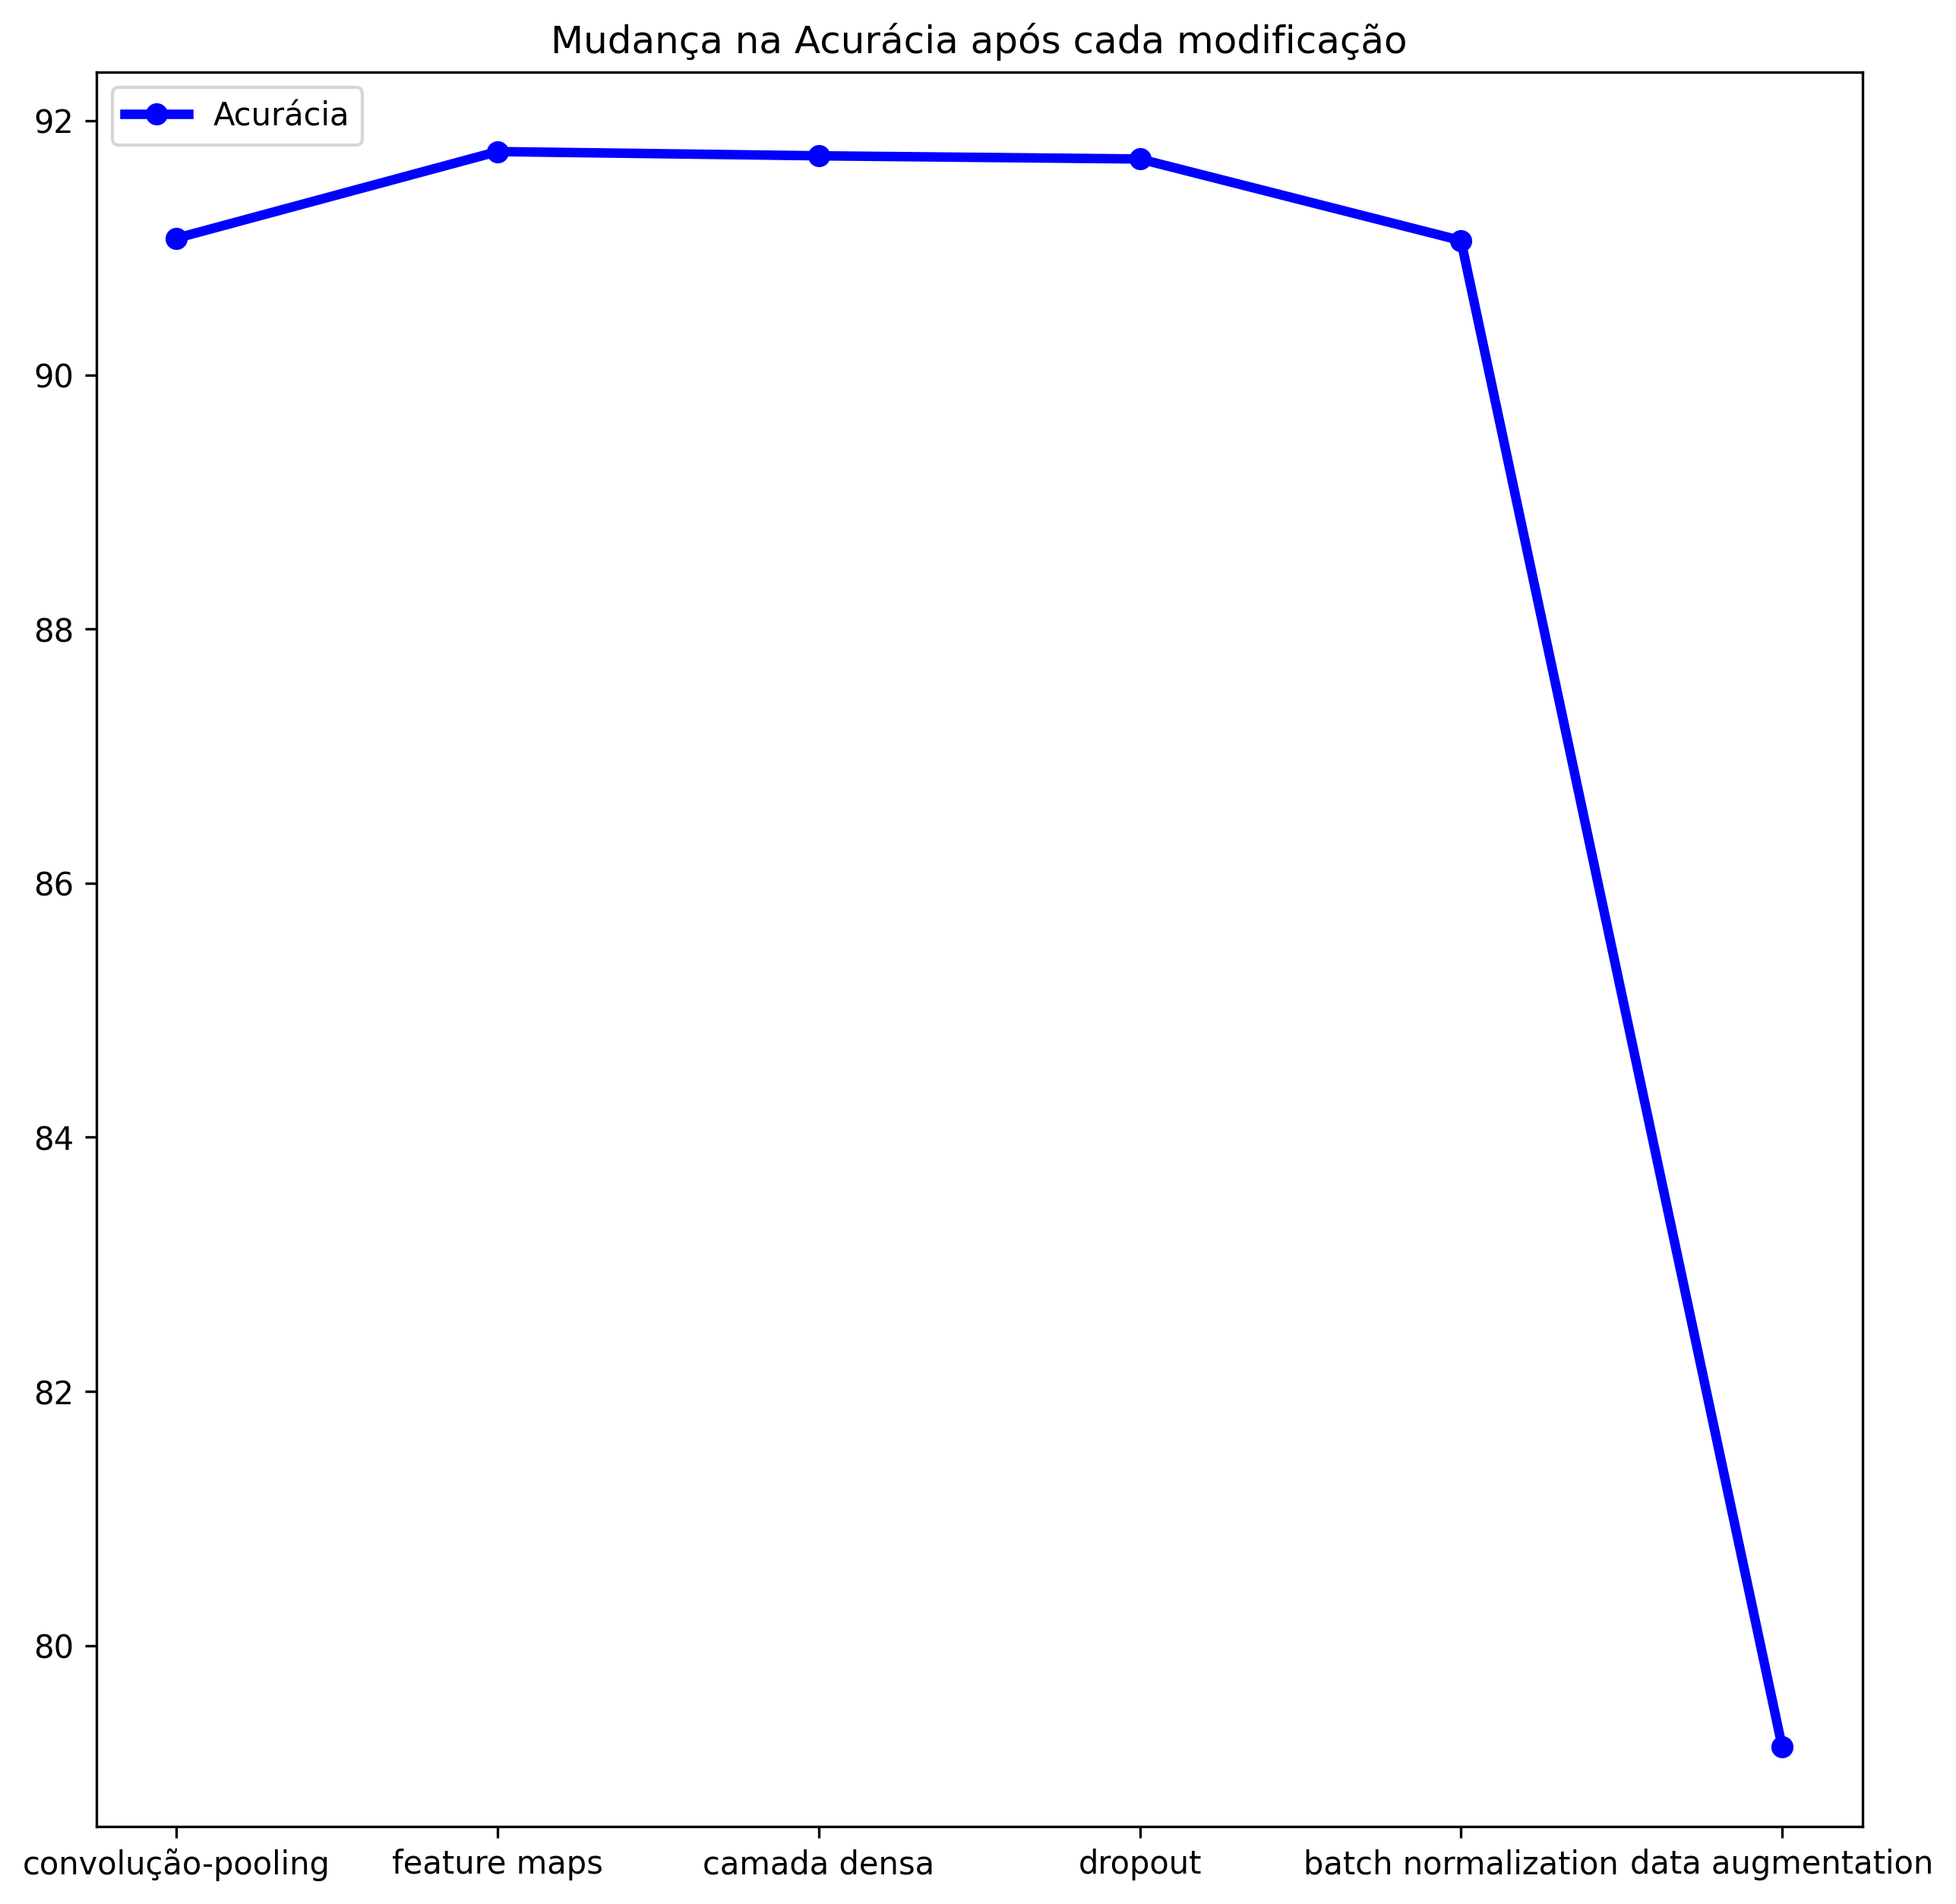 Mudança na Acurácia após cada modificação
Acurácia
92
90
88
86
84
82
80
convolução-pooling feature maps camada densa dropout batch normalization data augmentation